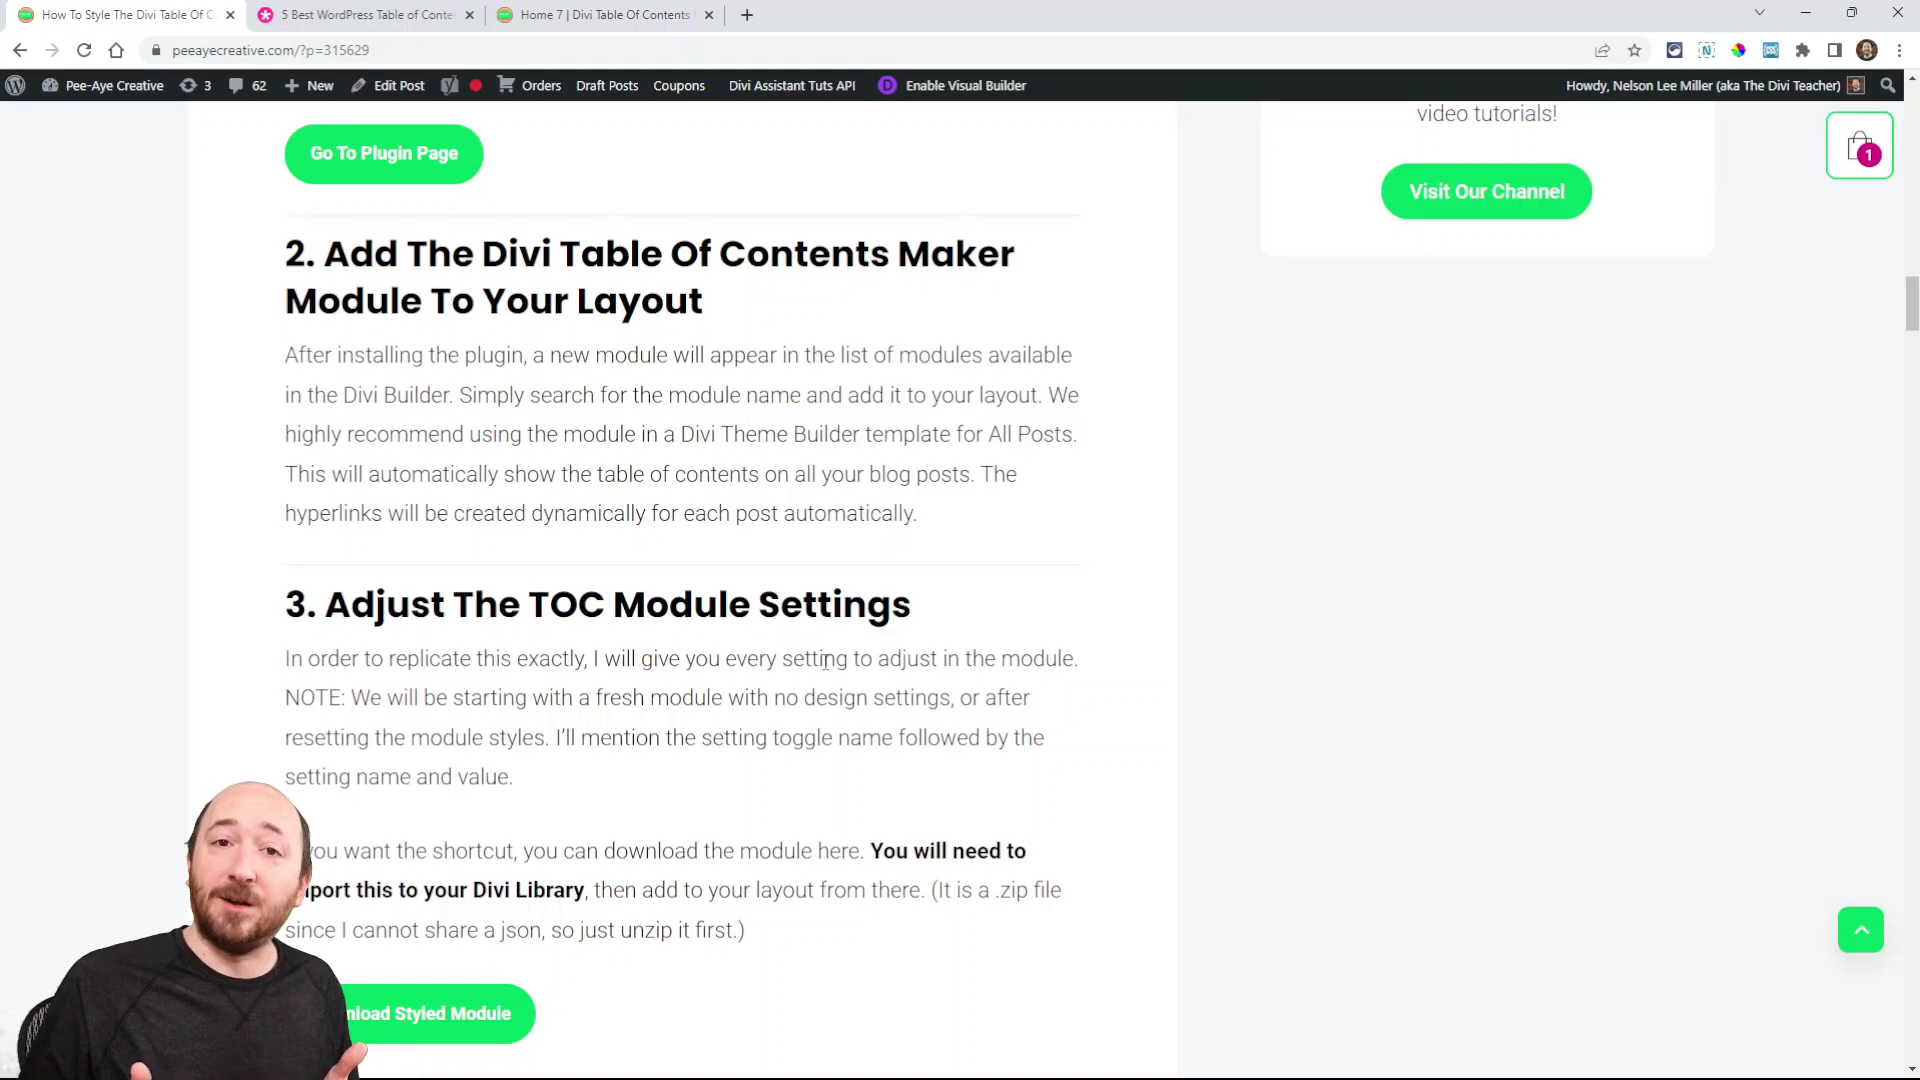 How To Style The Divi Table Of C
5 Best WordPress Table of Conte
Home 7 | Divi Table Of Contents
peeayecreative.com/?p=315629
Pee-Aye Creative
3
62
New
Edit Post
Orders
Draft Posts
Coupons
Divi Assistant Tuts API
D
Enable Visual Builder
Howdy, Nelson Lee Miller (aka The Divi Teacher)
video tutorials!
1
Go To Plugin Page
Visit Our Channel
2. Add The Divi Table Of Contents Maker
Module To Your Layout
After installing the plugin, a new module will appear in the list of modules available
in the Divi Builder. Simply search for the module name and add it to your layout. We
highly recommend using the module in a Divi Theme Builder template for All Posts.
This will automatically show the table of contents on all your blog posts. The
hyperlinks will be created dynamically for each post automatically.
3. Adjust The TOC Module Settings
In order to replicate this exactly, I will give you every setting to adjust in the module.
NOTE: We will be starting with a fresh module with no design settings, or after
resetting the module styles. I'll mention the setting toggle name followed by the
setting name and value.
you want the shortcut, you can download the module here. You will need to
port this to your Divi Library, then add to your layout from there. (It is a .zip file
since I cannot share a json, so just unzip it first.)
nload Styled Module